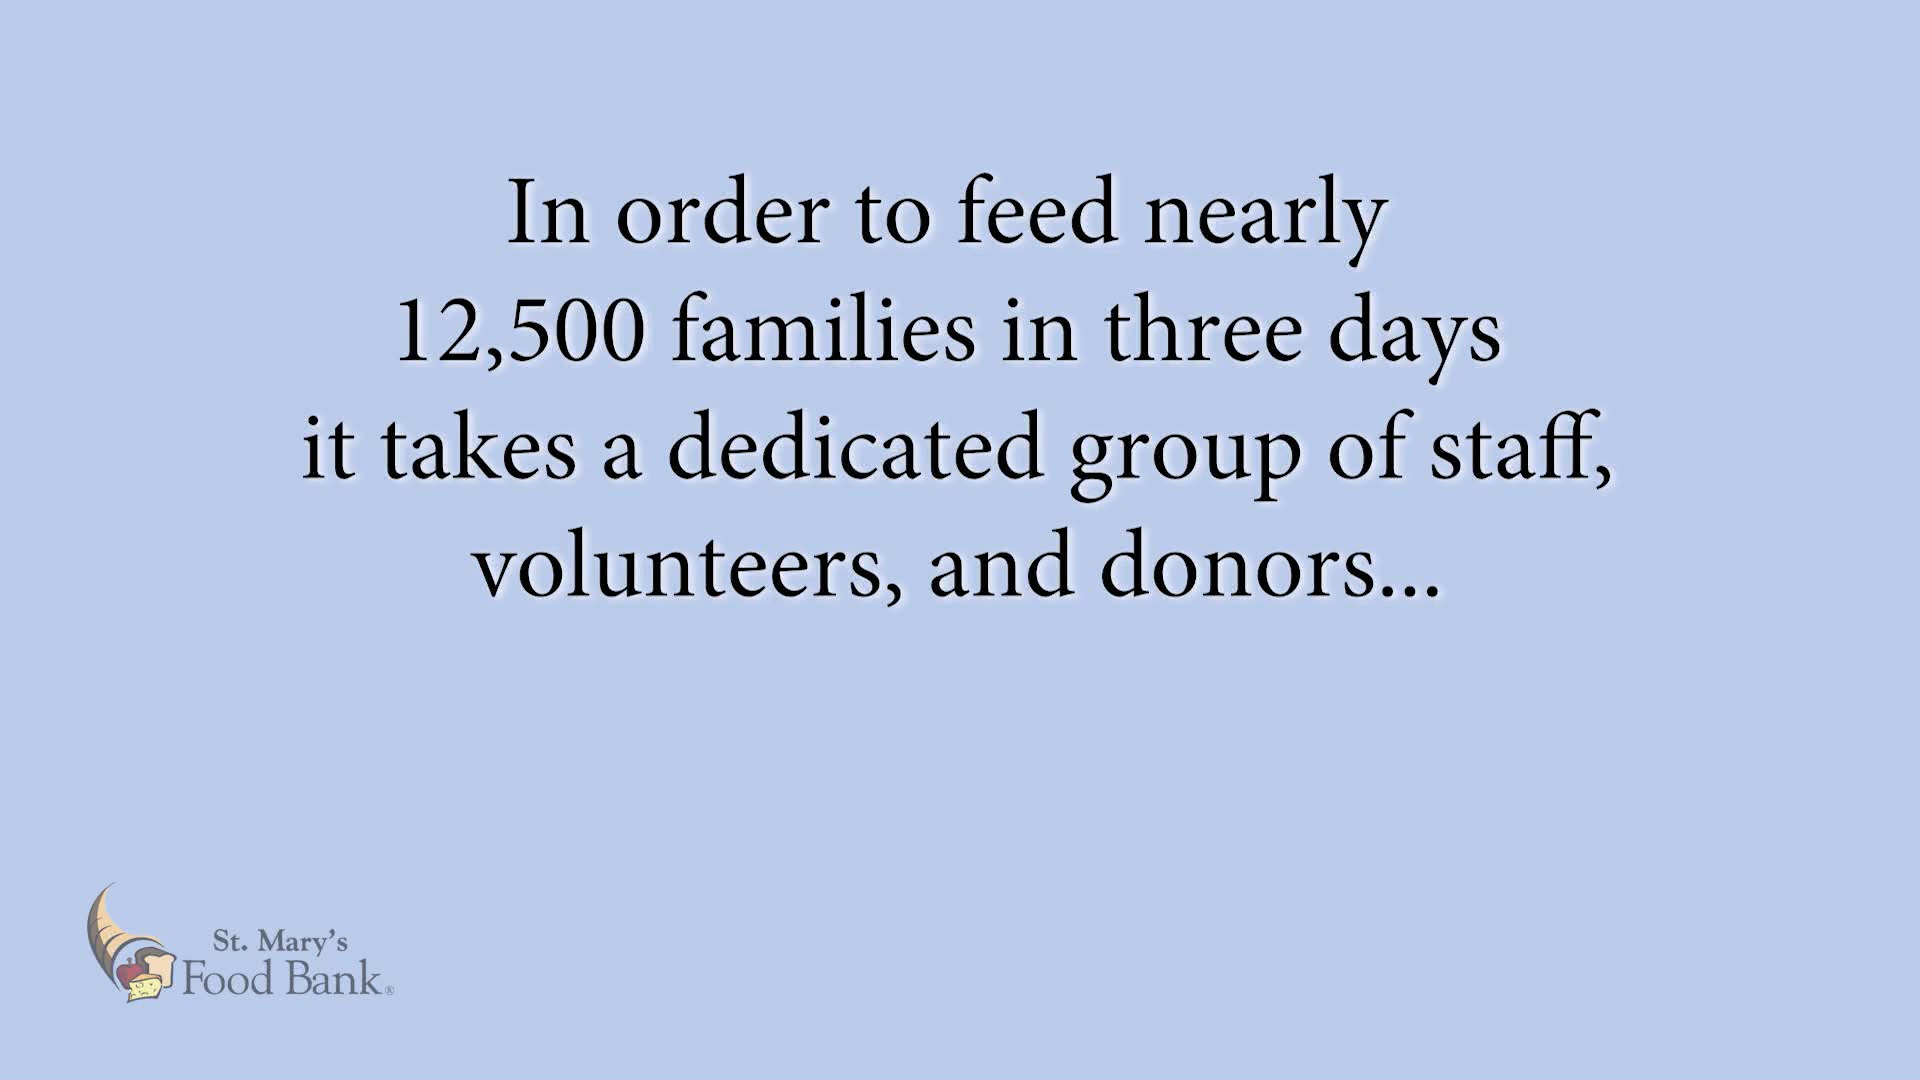 In order to feed nearly
12,500 families in three days
it takes a dedicated group of staff,
volunteers, and donors...
St. Mary's
Food Bank®